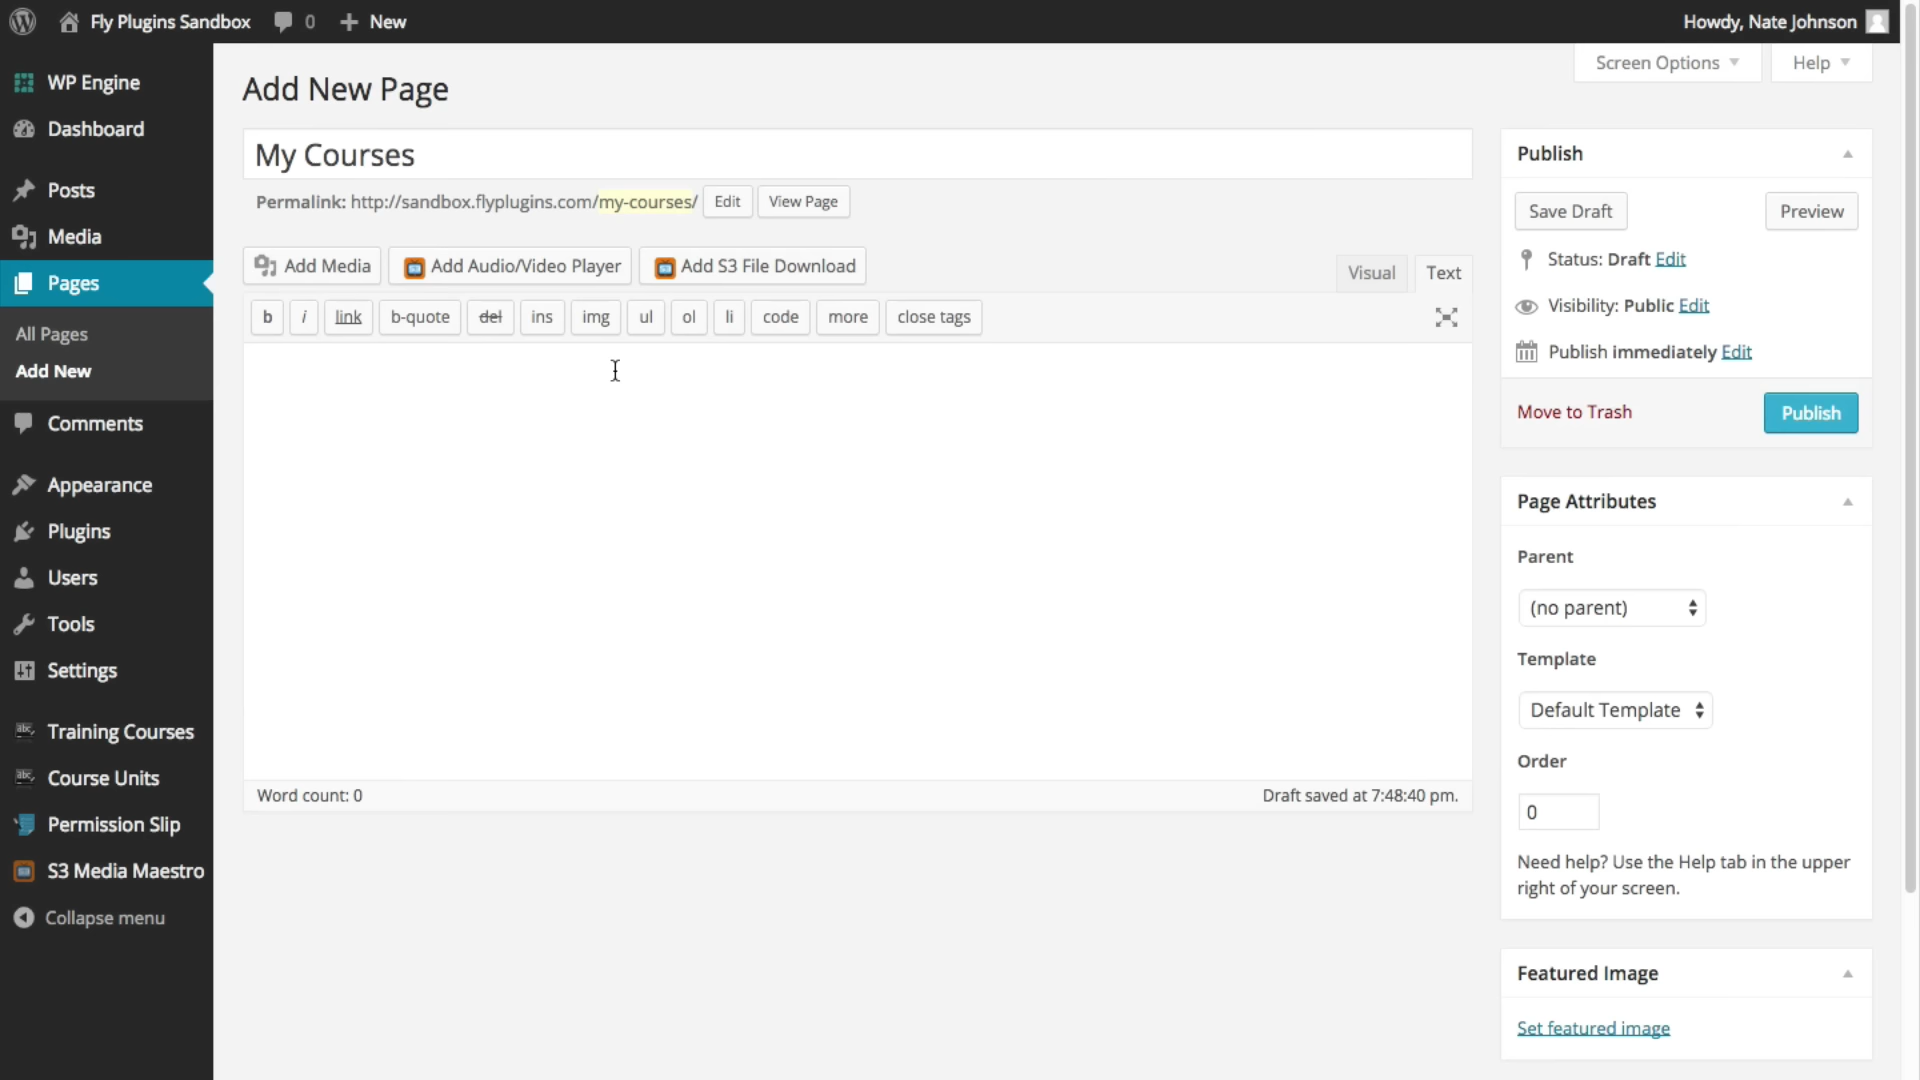 Fly Plugins Sandbox 0 New Howdy, Nate Johnson
Screen Options Help
WP Engine
Dashboard
Posts
Media
Pages
All Pages
Add New
Comments
Appearance
Plugins
Users
Tools
Settings
Training Courses
Course Units
Permission Slip
S3 Media Maestro
Collapse menu
Add New Page
My Courses
Permalink: http://sandbox.flyplugins.com/my-courses/ Edit View Page
Add Media Add Audio/Video Player Add S3 File Download
Visual Text
b i link b-quote del ins img ul ol li code more close tags
Word count: 0 Draft saved at 7:48:40 pm.
Publish
Save Draft Preview
Status: Draft Edit
Visibility: Public Edit
Publish immediately Edit
Move to Trash Publish
Page Attributes
Parent
(no parent)
Template
Default Template
Order
0
Need help? Use the Help tab in the upper
right of your screen.
Featured Image
Set featured image